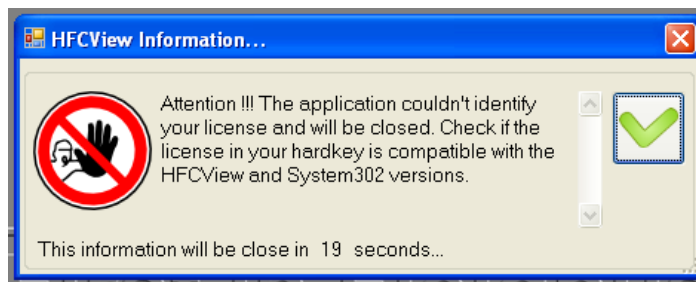 HFCView Information...
Attention !!! The application couldn't identify
your license and will be closed. Check if the
license in your hardkey is compatible with the
HFCView and System302 versions.
This information will be close in 19 seconds...